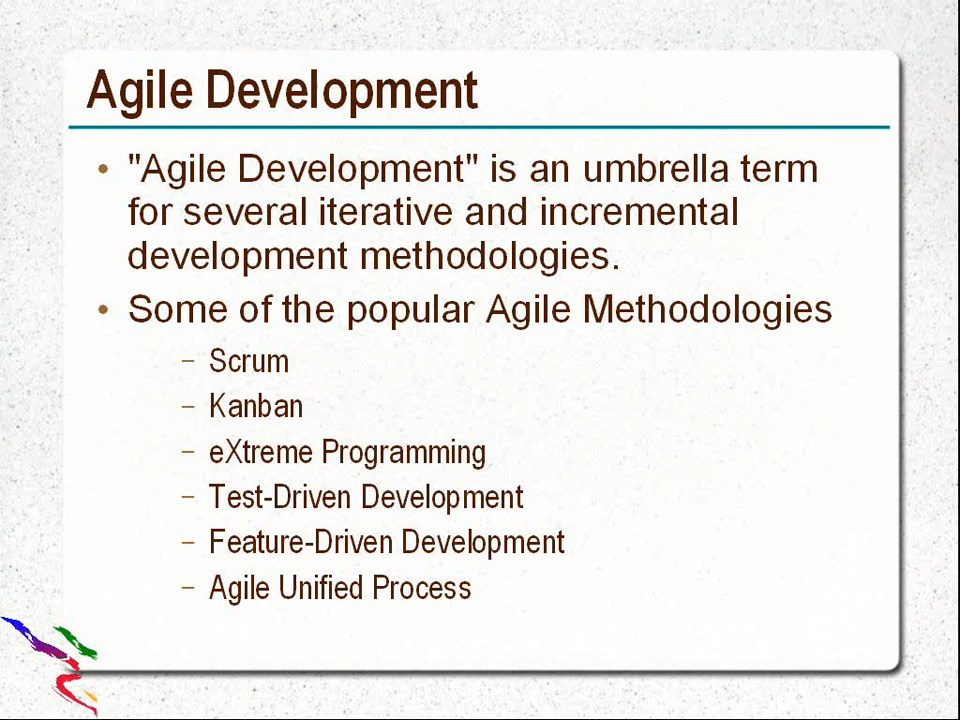 Agile Development
• "Agile Development" is an umbrella term
for several iterative and incremental
development methodologies.
• Some of the popular Agile Methodologies
– Scrum
– Kanban
– eXtreme Programming
– Test-Driven Development
– Feature-Driven Development
– Agile Unified Process